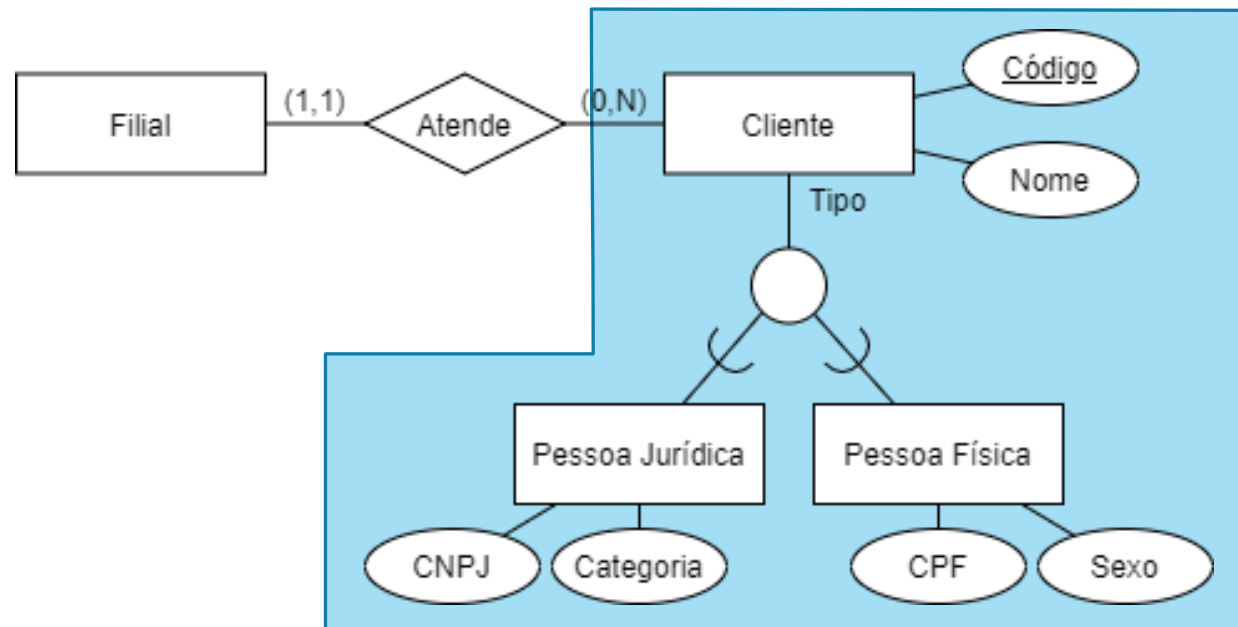 Código
Filial
(1,1)
Atende
(0,N)
Cliente
Nome
Tipo
Pessoa Jurídica
Pessoa Física
CNPJ
Categoria
CPF
Sexo